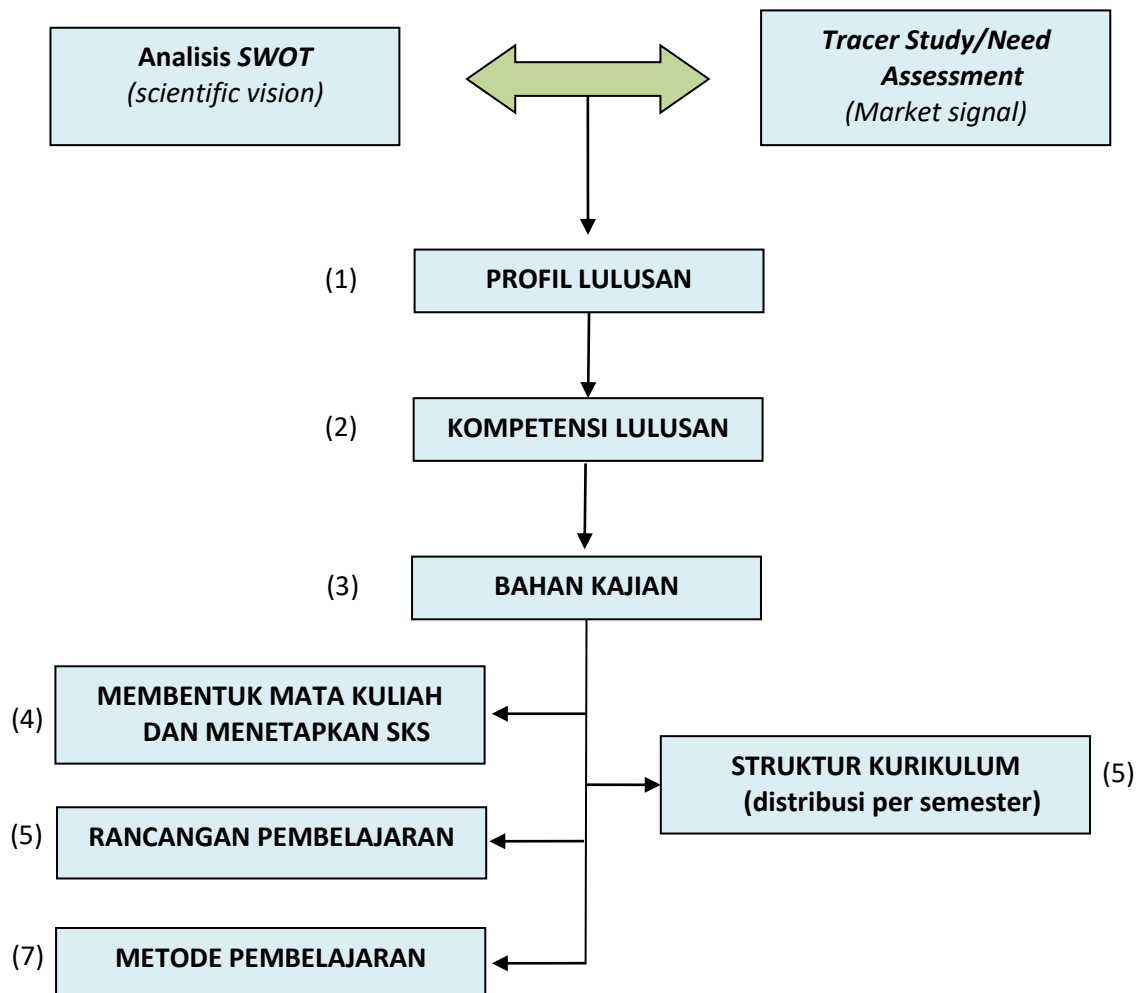 Analisis SWOT
(scientific vision)
Tracer Study/Need
Assessment
(Market signal)
(1)
PROFIL LULUSAN
(2)
KOMPETENSI LULUSAN
(3)
BAHAN KAJIAN
(4)
MEMBENTUK MATA KULIAH
DAN MENETAPKAN SKS
STRUKTUR KURIKULUM
(distribusi per semester)
(5)
(5)
RANCANGAN PEMBELAJARAN
(7)
METODE PEMBELAJARAN